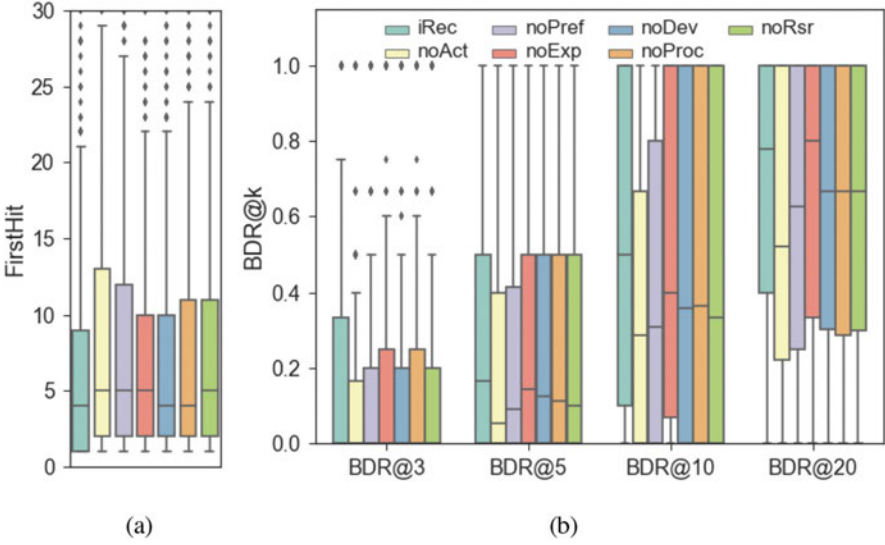 30
25
20
15
10
5
0
FirstHit
(a)
iRec noPref noDev noRsr
noAct noExp noProc
1.0
0.8
0.6
0.4
0.2
0.0
BDR@k
BDR@3 BDR@5 BDR@10 BDR@20
(b)